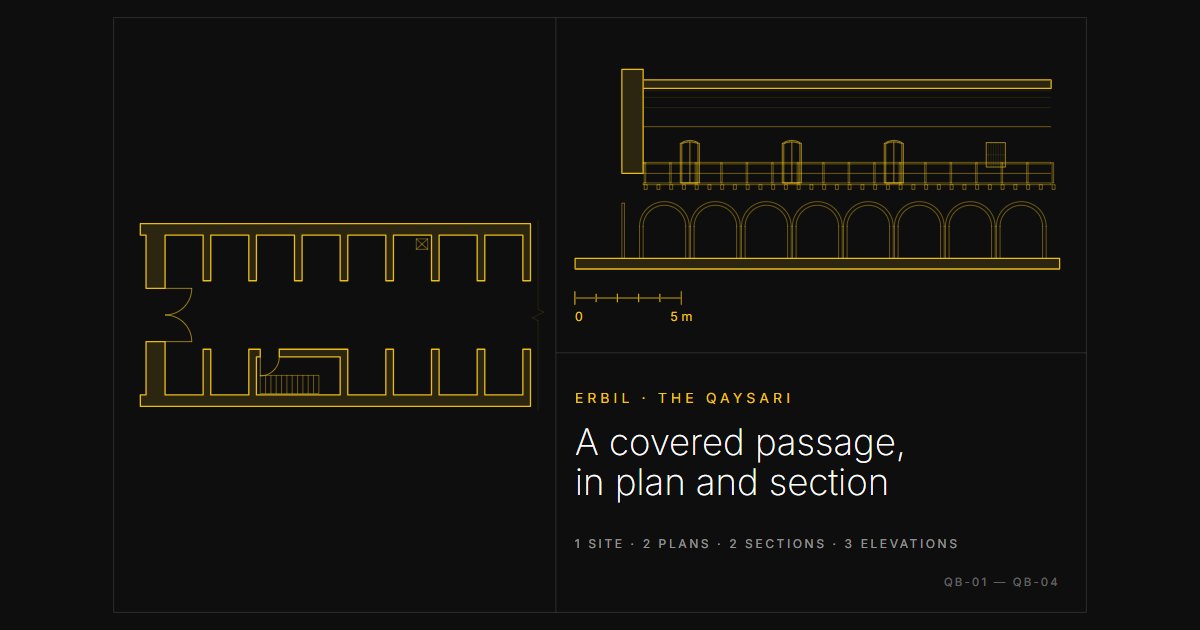 0
5 m
ERBIL · THE QAYSARI
A covered passage,
in plan and section
1 SITE · 2 PLANS · 2 SECTIONS · 3 ELEVATIONS
QB-01 — QB-04